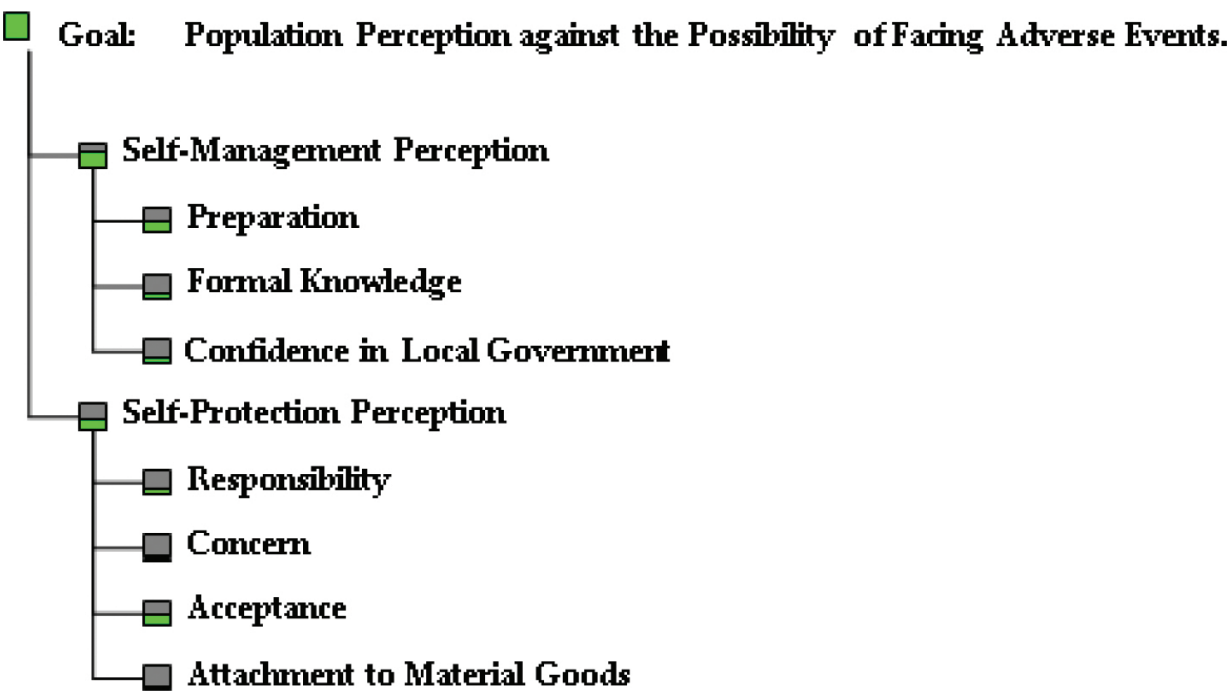 Goal: Population Perception against the Possibility of Facing Adverse Events.
Self-Management Perception
Preparation
Formal Knowledge
Confidence in Local Government
Self-Protection Perception
Responsibility
Concern
Acceptance
Attachment to Material Goods